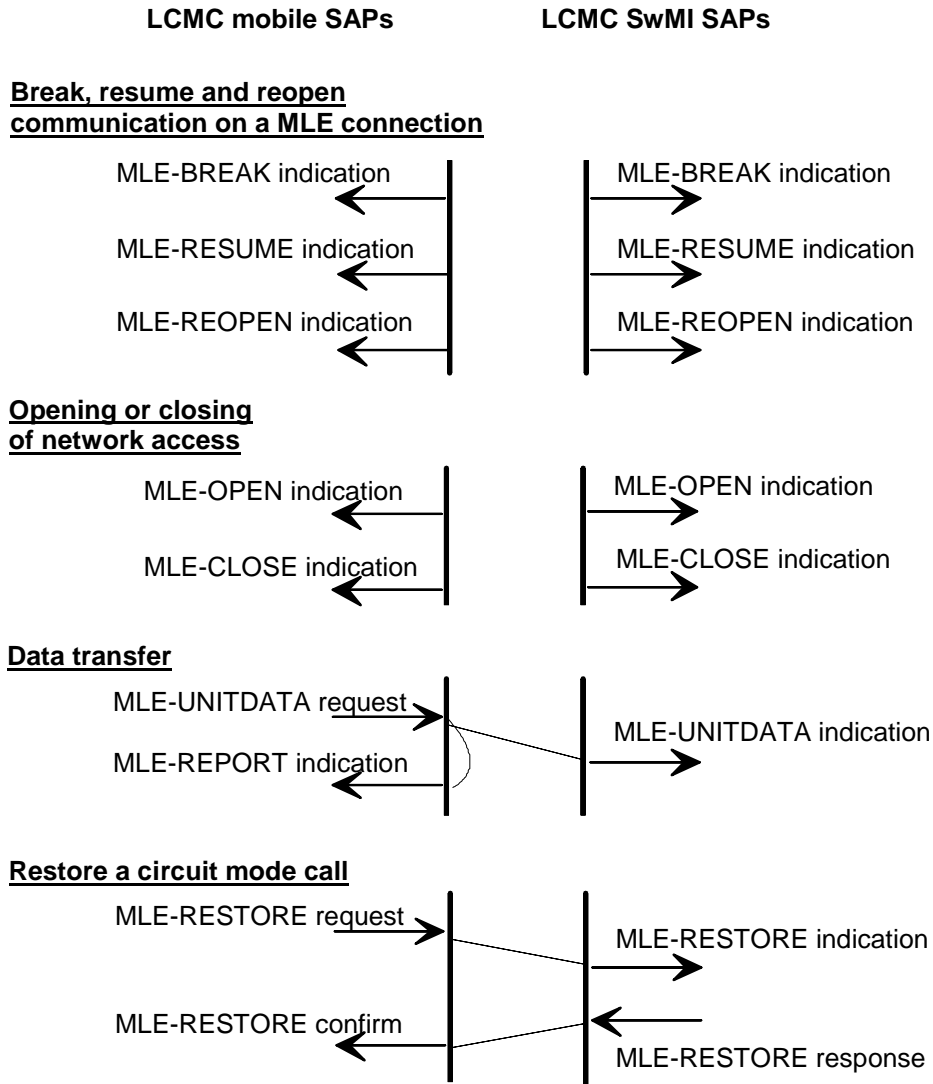 LCMC mobile SAPs LCMC SwMI SAPs
Break, resume and reopen
communication on a MLE connection
MLE-BREAK indication MLE-BREAK indication
MLE-RESUME indication MLE-RESUME indication
MLE-REOPEN indication MLE-REOPEN indication
Opening or closing
of network access
MLE-OPEN indication MLE-OPEN indication
MLE-CLOSE indication MLE-CLOSE indication
Data transfer
MLE-UNITDATA request
MLE-UNITDATA indication
MLE-REPORT indication
Restore a circuit mode call
MLE-RESTORE request
MLE-RESTORE indication
MLE-RESTORE confirm
MLE-RESTORE response